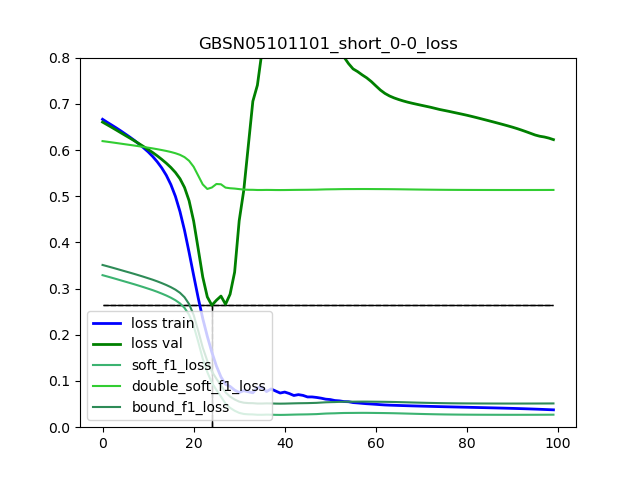 GBSN05101101_short_0-0_loss
0.8
0.7
0.6
0.5
0.4
0.3
0.2
0.1
0.0
loss train
loss val
soft_f1_loss
double_soft_f1_loss
bound_f1_loss
0 20 40 60 80 100